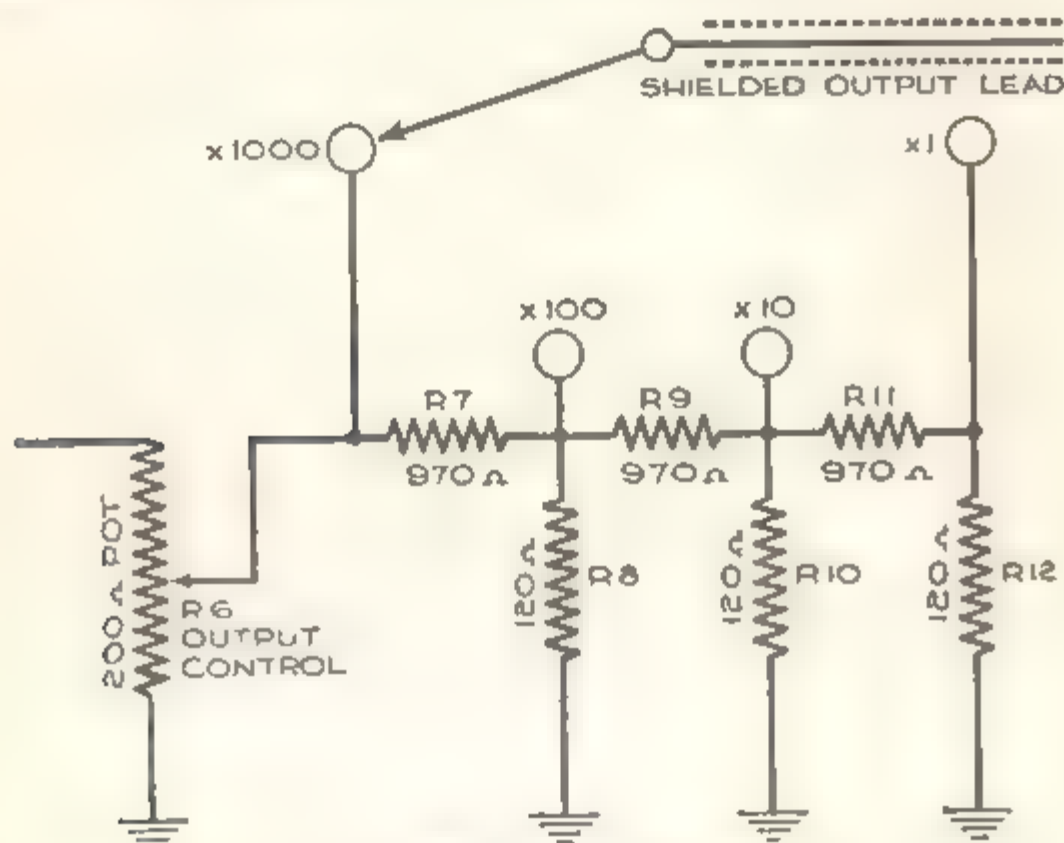 SHIELDED OUTPUT LEAD
x1000
x1
x100
x10
R7
970 Ω
R9
970 Ω
R11
970 Ω
200 Ω POT
R6
OUTPUT
CONTROL
120 Ω
R8
120 Ω
R10
120 Ω
R12